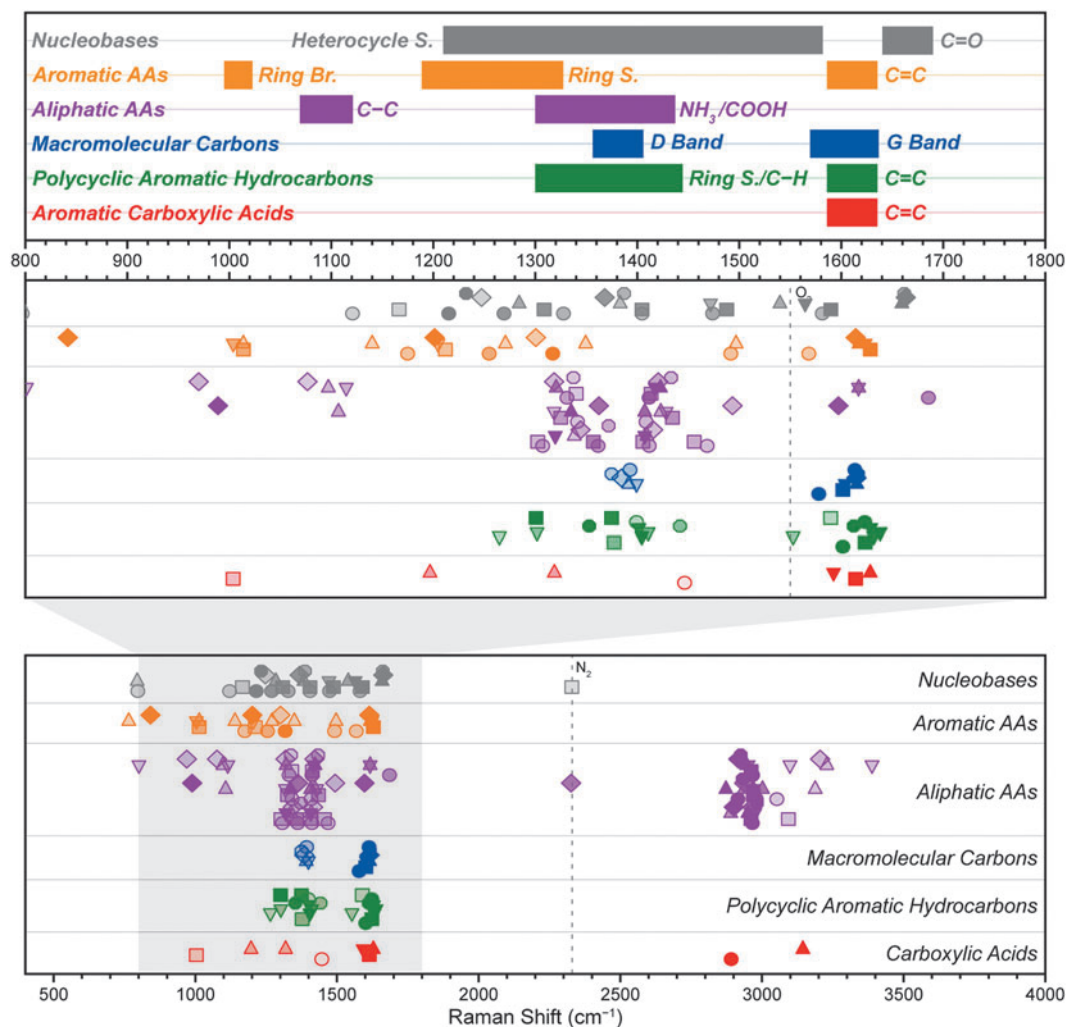 Nucleobases Heterocycle S. C=O
Aromatic AAs Ring Br. Ring S. C=C
Aliphatic AAs C−C NH3/COOH
Macromolecular Carbons D Band G Band
Polycyclic Aromatic Hydrocarbons Ring S./C−H C=C
Aromatic Carboxylic Acids C=C
800 900 1000 1100 1200 1300 1400 1500 1600 1700 1800
O
N2
Nucleobases
Aromatic AAs
Aliphatic AAs
Macromolecular Carbons
Polycyclic Aromatic Hydrocarbons
Carboxylic Acids
500 1000 1500 2000 2500 3000 3500 4000
Raman Shift (cm−1)